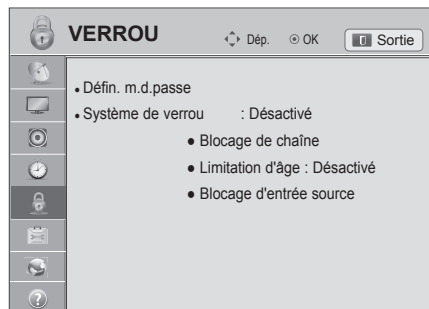 VERROU Dép. OK Sortie
• Défin. m.d.passe
• Système de verrou : Désactivé
● Blocage de chaîne
● Limitation d'âge : Désactivé
● Blocage d'entrée source
?